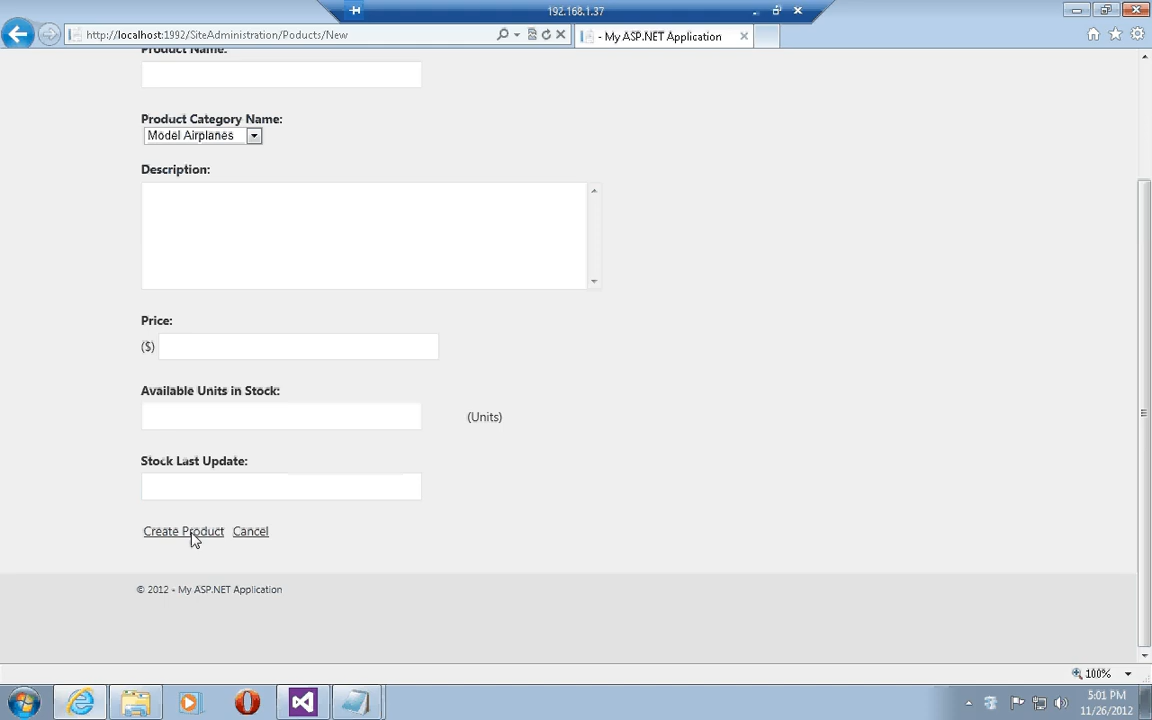 192.168.1.37
http://localhost:1992/SiteAdministration/Poducts/New
- My ASP.NET Application
Product Name:
Product Category Name:
Model Airplanes
Description:
Price:
($)
Available Units in Stock:
(Units)
Stock Last Update:
Create Product Cancel
© 2012 - My ASP.NET Application
100%
5:01 PM
11/26/2012